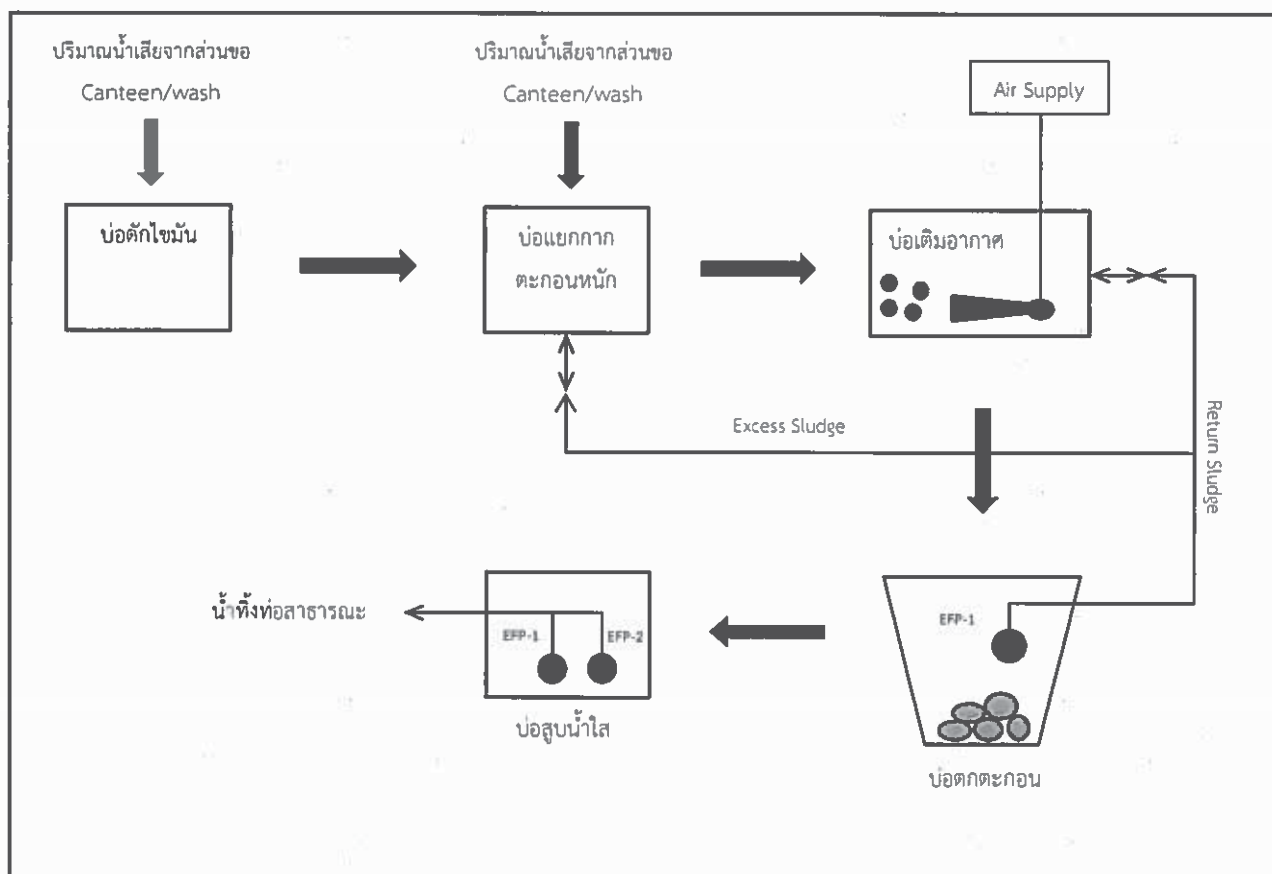 ปริมาณน้ำเสียจากส่วนขอ
Canteen/wash
ปริมาณน้ำเสียจากส่วนขอ
Canteen/wash
Air Supply
บ่อดักไขมัน
บ่อแยกกาก
ตะกอนหนัก
บ่อเติมอากาศ
Excess Sludge
Return Sludge
น้ำทิ้งท่อสาธารณะ
EFP-1
EFP-2
EFP-1
บ่อสูบน้ำใส
บ่อตกตะกอน